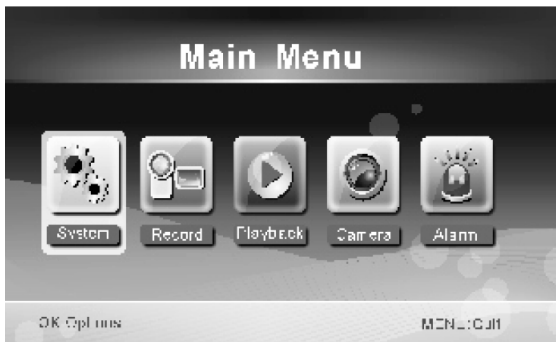 Main Menu
System
Record
Playback
Camera
Alarm
OK Options
MENU:Quit